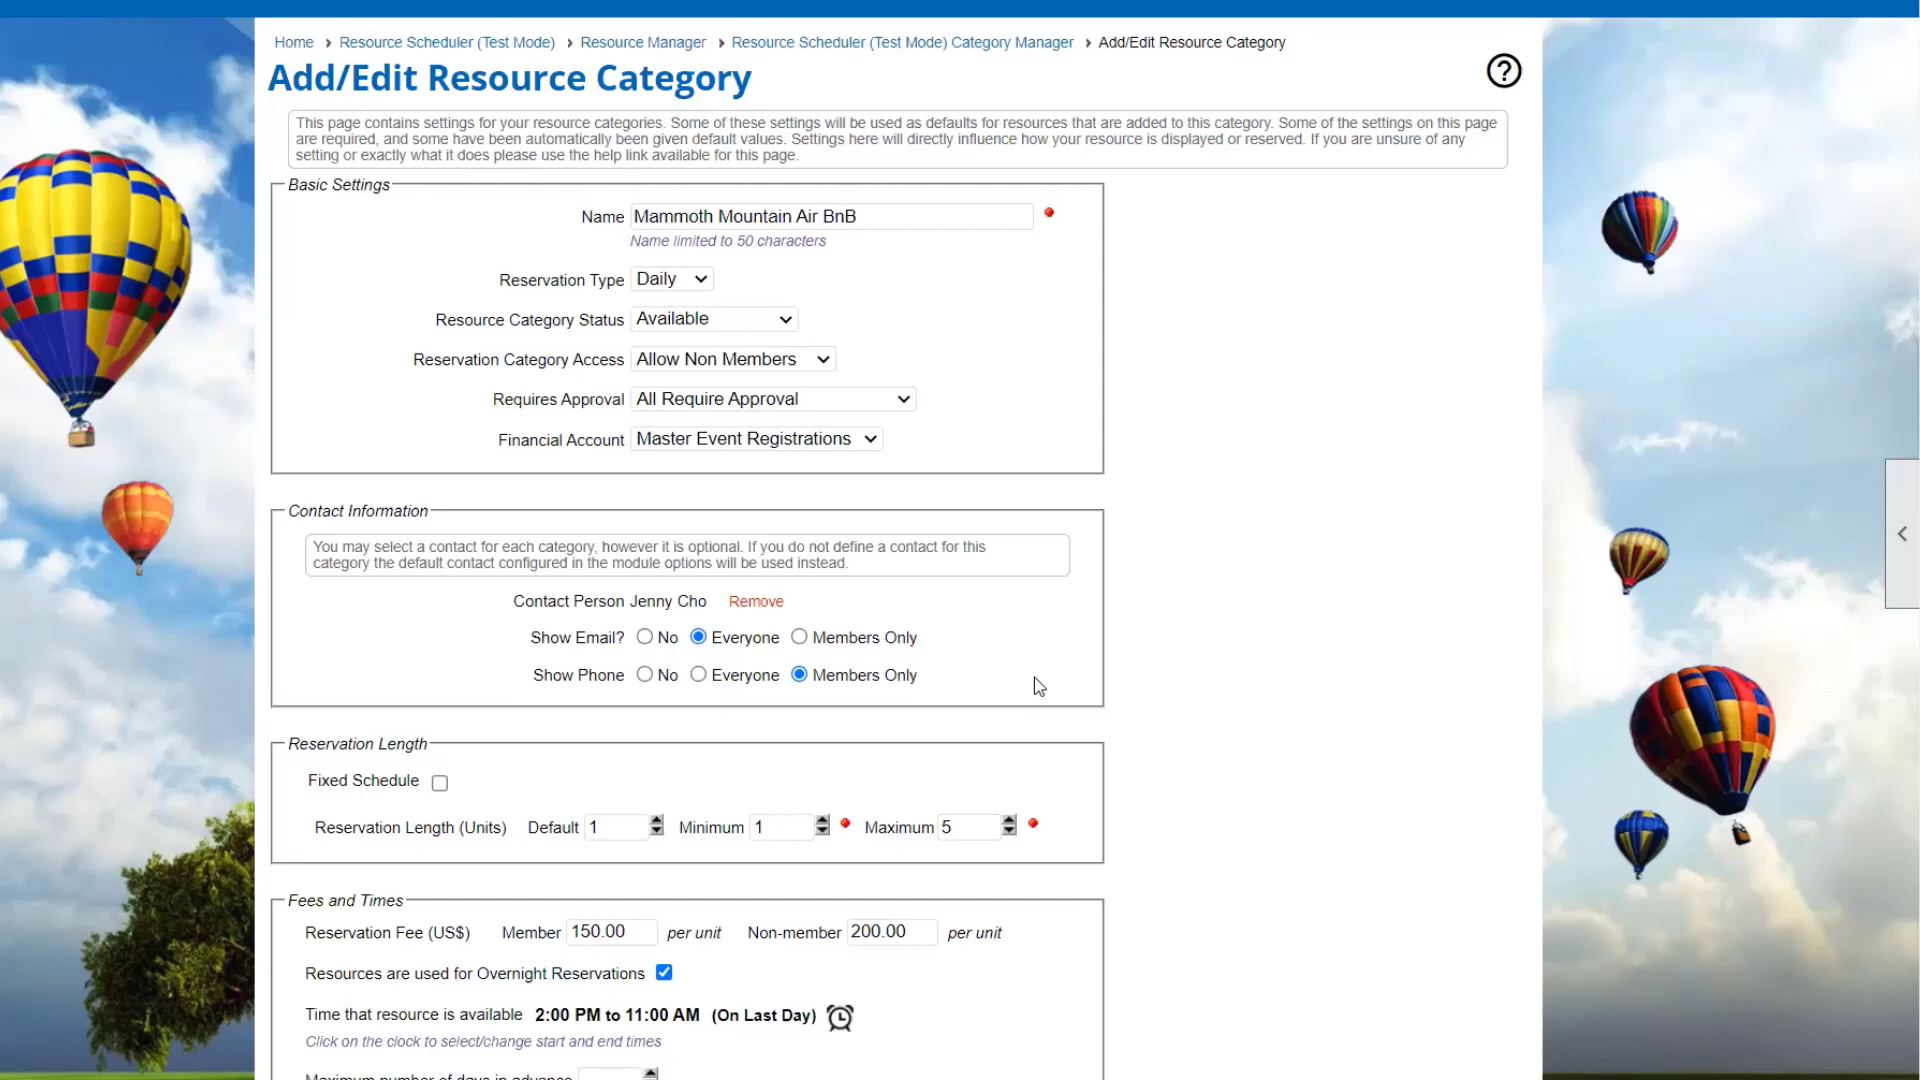 Home › Resource Scheduler (Test Mode) › Resource Manager › Resource Scheduler (Test Mode) Category Manager › Add/Edit Resource Category
Add/Edit Resource Category
This page contains settings for your resource categories. Some of these settings will be used as defaults for resources that are added to this category. Some of the settings on this page
are required, and some have been automatically been given default values. Settings here will directly influence how your resource is displayed or reserved. If you are unsure of any
setting or exactly what it does please use the help link available for this page.
Basic Settings
Name Mammoth Mountain Air BnB
Name limited to 50 characters
Reservation Type Daily
Resource Category Status Available
Reservation Category Access Allow Non Members
Requires Approval All Require Approval
Financial Account Master Event Registrations
Contact Information
You may select a contact for each category, however it is optional. If you do not define a contact for this
category the default contact configured in the module options will be used instead.
Contact Person Jenny Cho Remove
Show Email? No Everyone Members Only
Show Phone No Everyone Members Only
Reservation Length
Fixed Schedule
Reservation Length (Units) Default 1 Minimum 1 Maximum 5
Fees and Times
Reservation Fee (US$) Member 150.00 per unit Non-member 200.00 per unit
Resources are used for Overnight Reservations
Time that resource is available 2:00 PM to 11:00 AM (On Last Day)
Click on the clock to select/change start and end times
Maximum number of days in advance